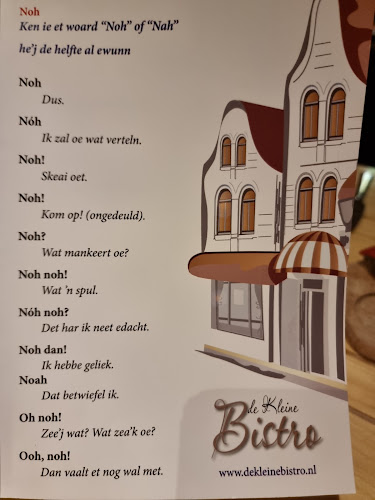 Noh
Ken ie et woard “Noh” of “Nah”
he’j de helfte al ewunn
Noh
Dus.
Nóh
Ik zal oe wat verteln.
Noh!
Skeai oet.
Noh!
Kom op! (ongedeuld).
Noh?
Wat mankeert oe?
Noh noh!
Wat ’n spul.
Nóh noh?
Det har ik neet edacht.
Noh dan!
Ik hebbe geliek.
Noah
Dat betwiefel ik.
Oh noh!
Zee’j wat? Wat zea’k oe?
Ooh, noh!
Dan vaalt et nog wal met.
de Kleine
Bistro
www.dekleinebistro.nl